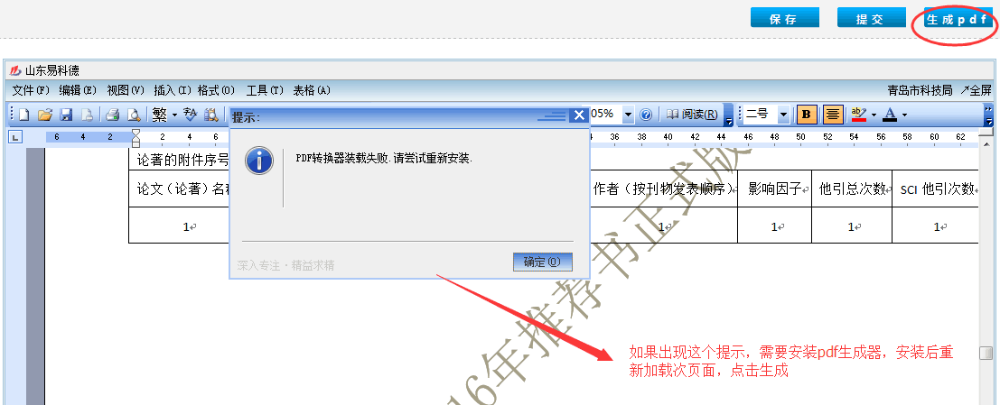 保存 提交 生成pdf
山东易科德
文件(F) 编辑(E) 视图(V) 插入(I) 格式(O) 工具(T) 表格(A) 青岛市科技局 全屏
繁 05% 阅读(R) 二号 B ab A
提示:
L 6 4 2 2 4 6 34 36 38 40 42 44 46 48 50 52 54 56 58 60 62
PDF转换器装载失败.请尝试重新安装.
论著的附件序号
论文(论著)名称 作者(按刊物发表顺序) 影响因子 他引总次数 SCI 他引次数
1 1 1 1 1
深入专注·精益求精
确定(O)
16年推荐书正式版
如果出现这个提示，需要安装pdf生成器，安装后重
新加载次页面，点击生成